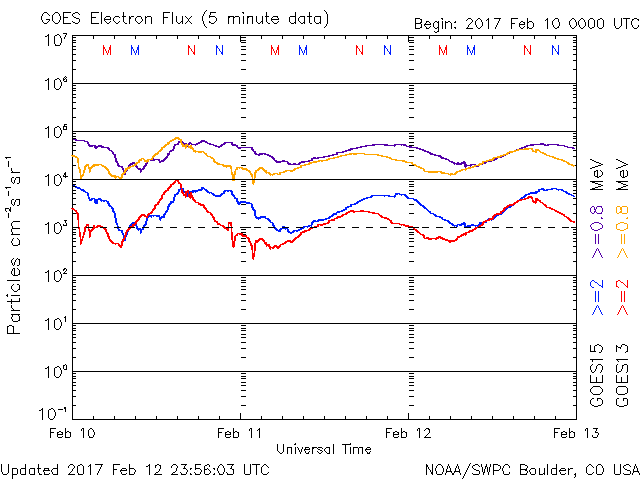 GOES Electron Flux (5 minute data)
Begin: 2017 Feb 10 0000 UTC
M M N N M M N N M M N N
10⁷
10⁶
10⁵
10⁴
10³
10²
10¹
10⁰
10⁻¹
Particles cm⁻²s⁻¹sr⁻¹
Feb 10 Feb 11 Feb 12 Feb 13
Universal Time
GOES15 >=2 >=0.8 MeV
GOES13 >=2 >=0.8 MeV
Updated 2017 Feb 12 23:56:03 UTC
NOAA/SWPC Boulder, CO USA